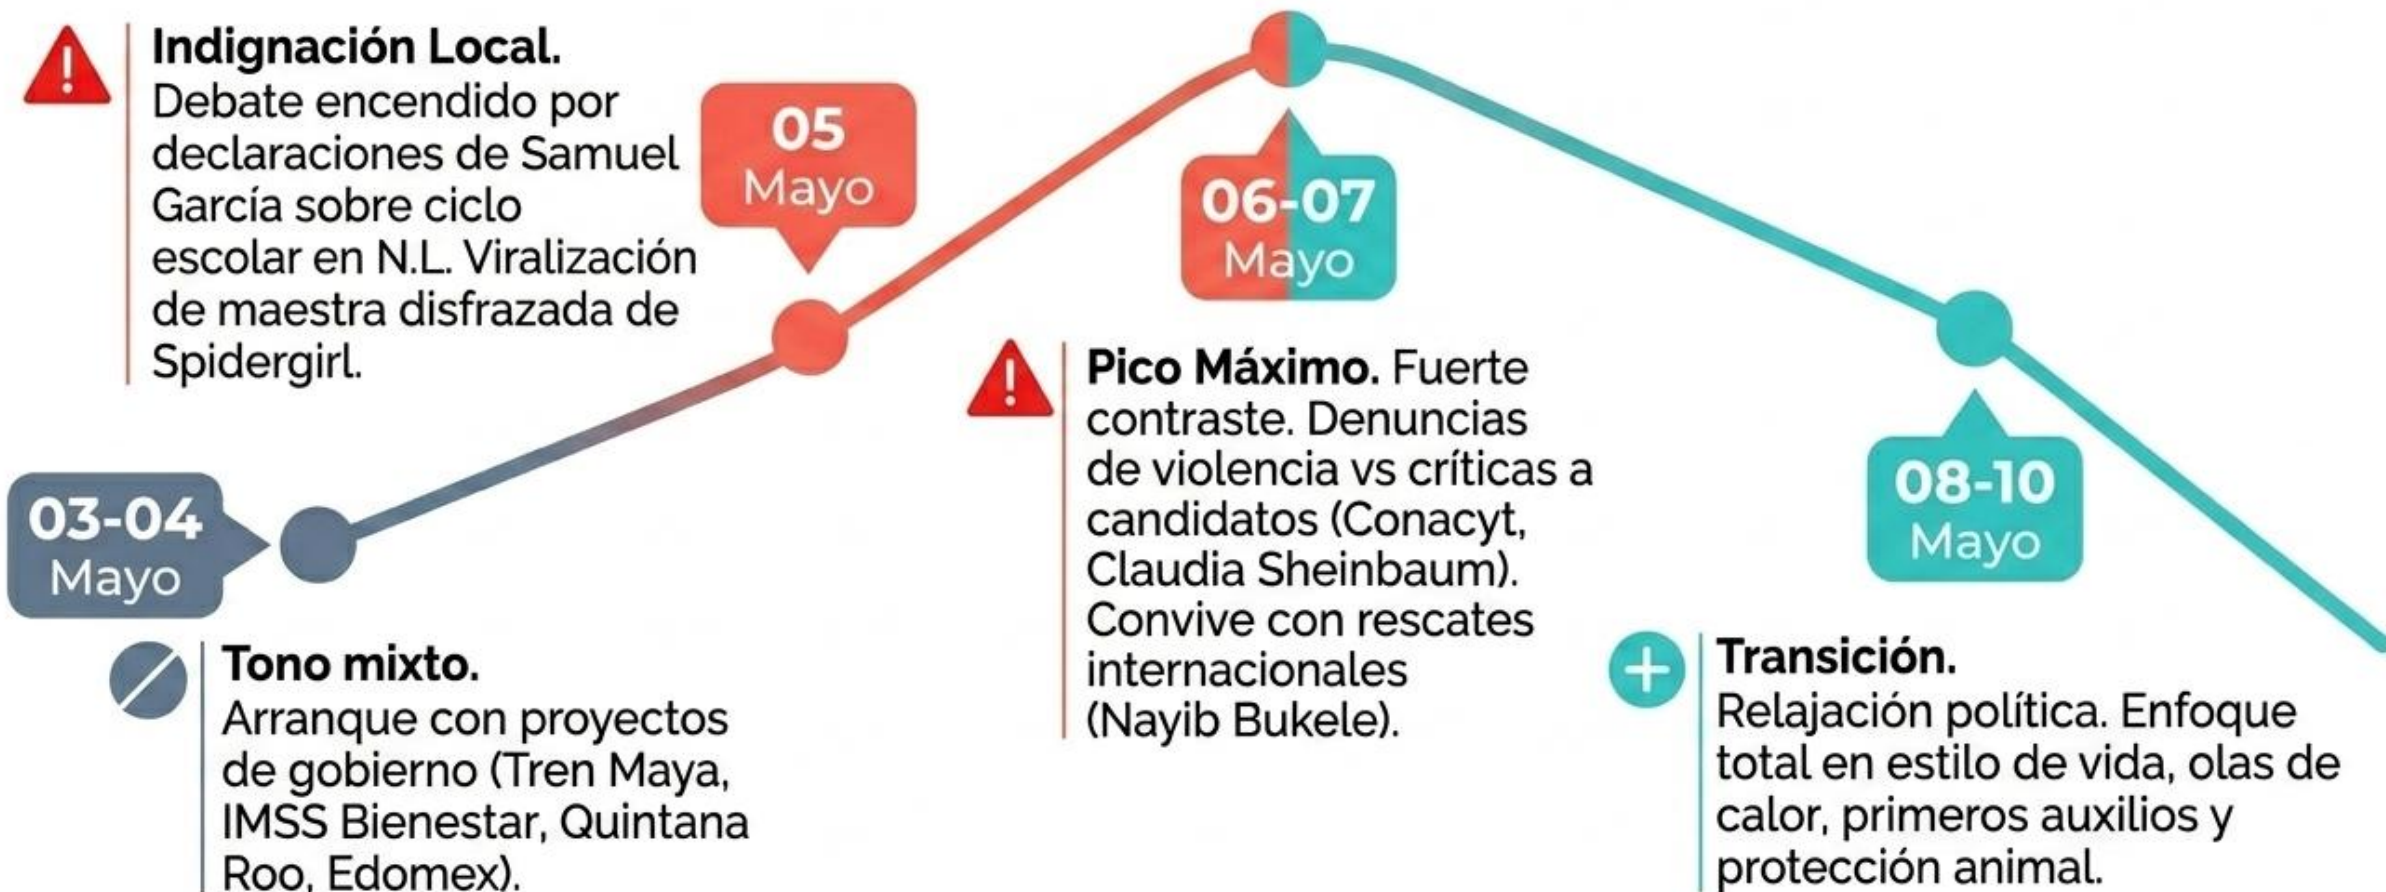 Indignación Local.
Debate encendido por
declaraciones de Samuel
García sobre ciclo
escolar en N.L. Viralización
de maestra disfrazada de
Spidergirl.
05
Mayo
06-07
Mayo
03-04
Mayo
Tono mixto.
Arranque con proyectos
de gobierno (Tren Maya,
IMSS Bienestar, Quintana
Roo, Edomex).
Pico Máximo. Fuerte
contraste. Denuncias
de violencia vs críticas a
candidatos (Conacyt,
Claudia Sheinbaum).
Convive con rescates
internacionales
(Nayib Bukele).
08-10
Mayo
Transición.
Relajación política. Enfoque
total en estilo de vida, olas de
calor, primeros auxilios y
protección animal.